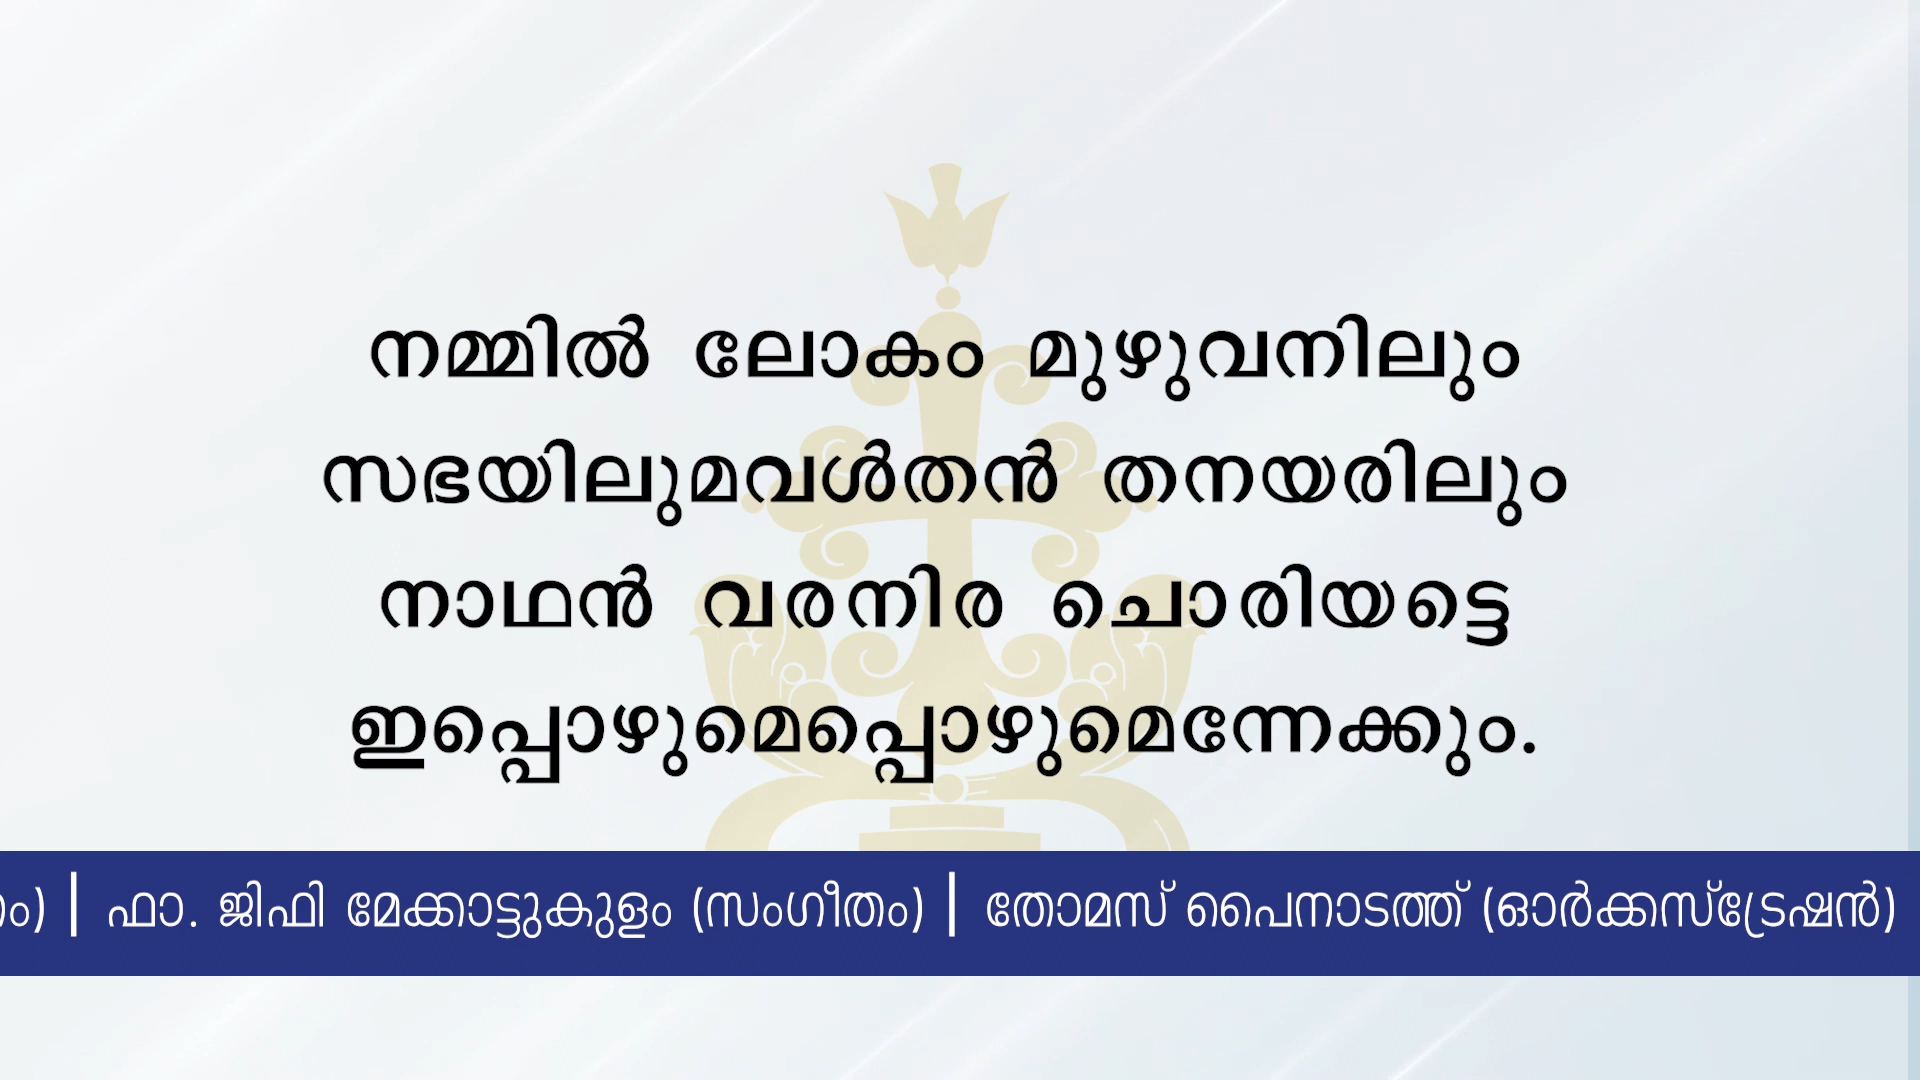 നമ്മിൽ ലോകം മുഴുവനിലും
സഭയിലുമവൾതൻ തനയരിലും
നാഥൻ വരനിര ചൊരിയട്ടെ
ഇപ്പൊഴുമെപ്പൊഴുമെന്നേക്കും.
| ഫാ. ജിഫി മേക്കാട്ടുകുളം (സംഗീതം) | തോമസ് പൈനാടത്ത് (ഓർക്കസ്ട്രേഷൻ)